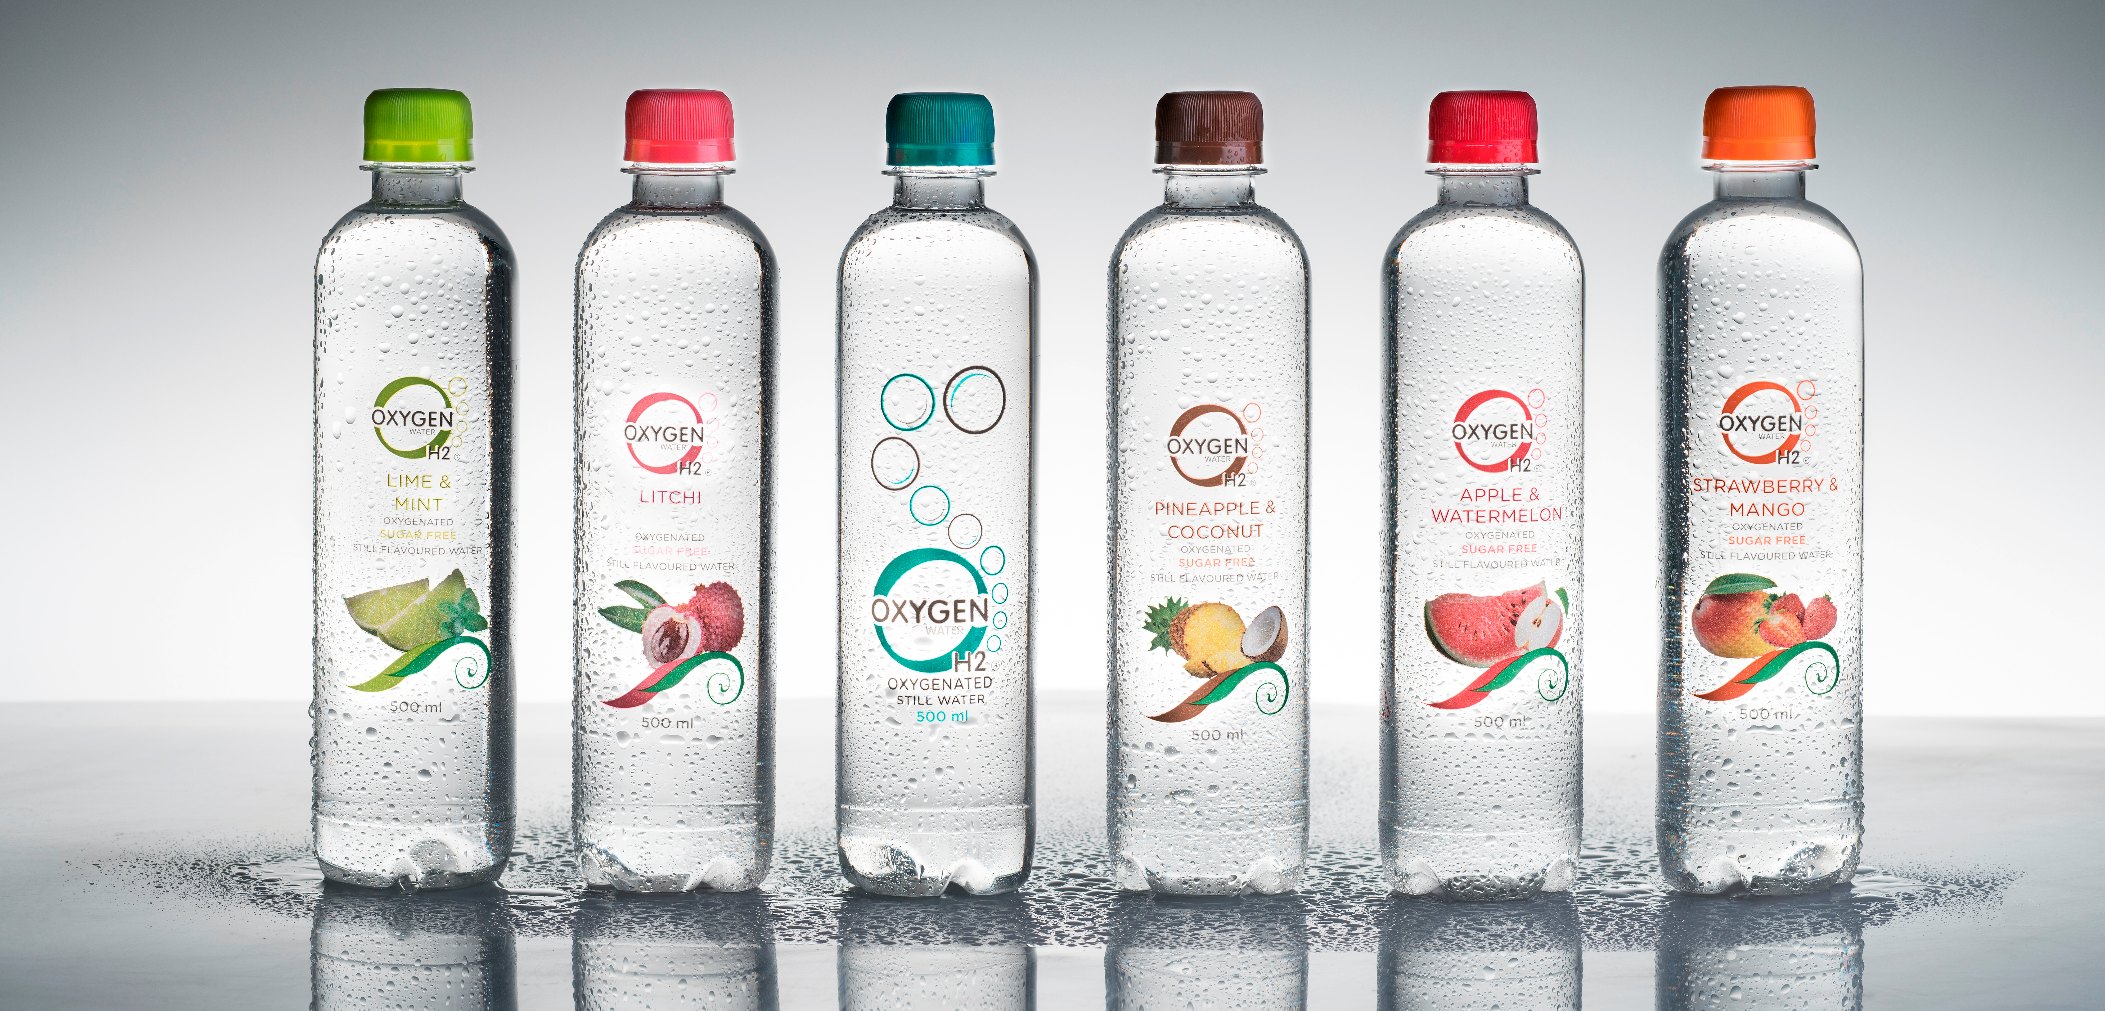 OXYGEN
WATER
H2
LIME &
MINT
OXYGENATED
SUGAR FREE
STILL FLAVOURED WATER
500 ml
OXYGEN
WATER
H2
LITCHI
OXYGENATED
SUGAR FREE
STILL FLAVOURED WATER
500 ml
OXYGEN
WATER
H2
OXYGENATED
STILL WATER
500 ml
OXYGEN
WATER
H2
PINEAPPLE &
COCONUT
OXYGENATED
SUGAR FREE
STILL FLAVOURED WATER
500 ml
OXYGEN
WATER
H2
APPLE &
WATERMELON
OXYGENATED
SUGAR FREE
STILL FLAVOURED WATER
500 ml
OXYGEN
WATER
H2
STRAWBERRY &
MANGO
OXYGENATED
SUGAR FREE
STILL FLAVOURED WATER
500 ml